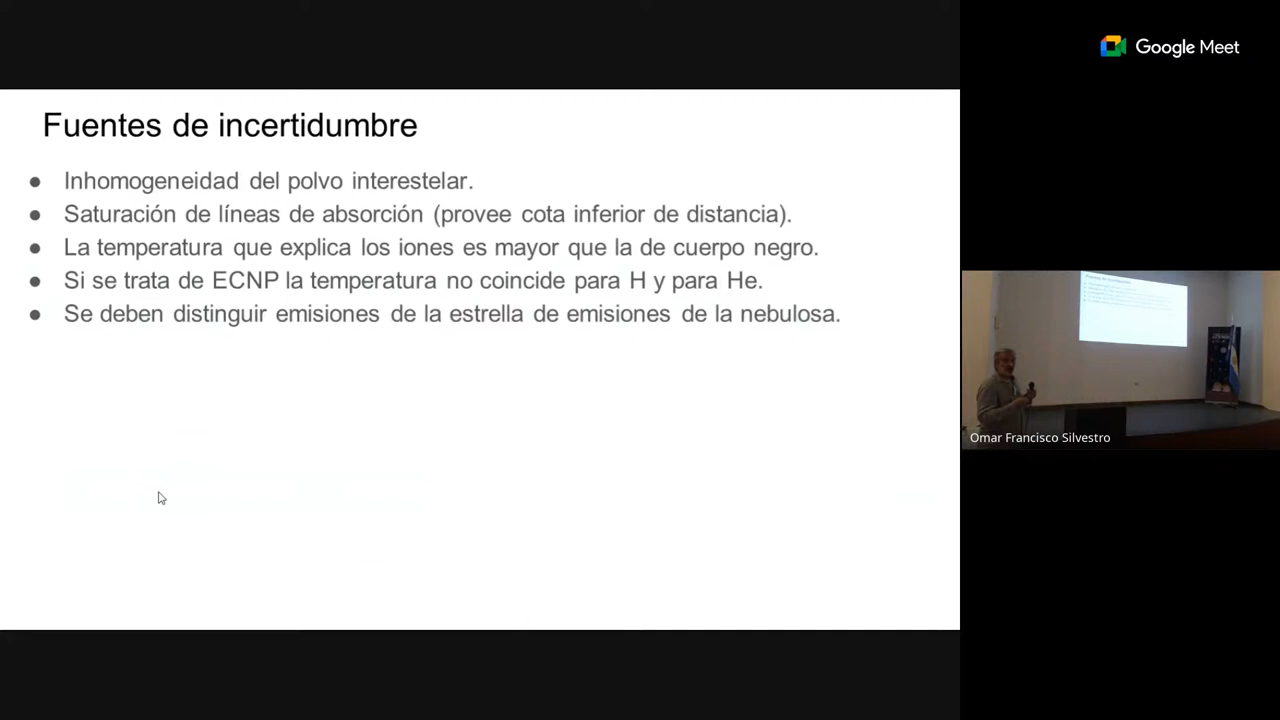 Google Meet
Fuentes de incertidumbre
● Inhomogeneidad del polvo interestelar.
● Saturación de líneas de absorción (provee cota inferior de distancia).
● La temperatura que explica los iones es mayor que la de cuerpo negro.
● Si se trata de ECNP la temperatura no coincide para H y para He.
● Se deben distinguir emisiones de la estrella de emisiones de la nebulosa.
Omar Francisco Silvestro